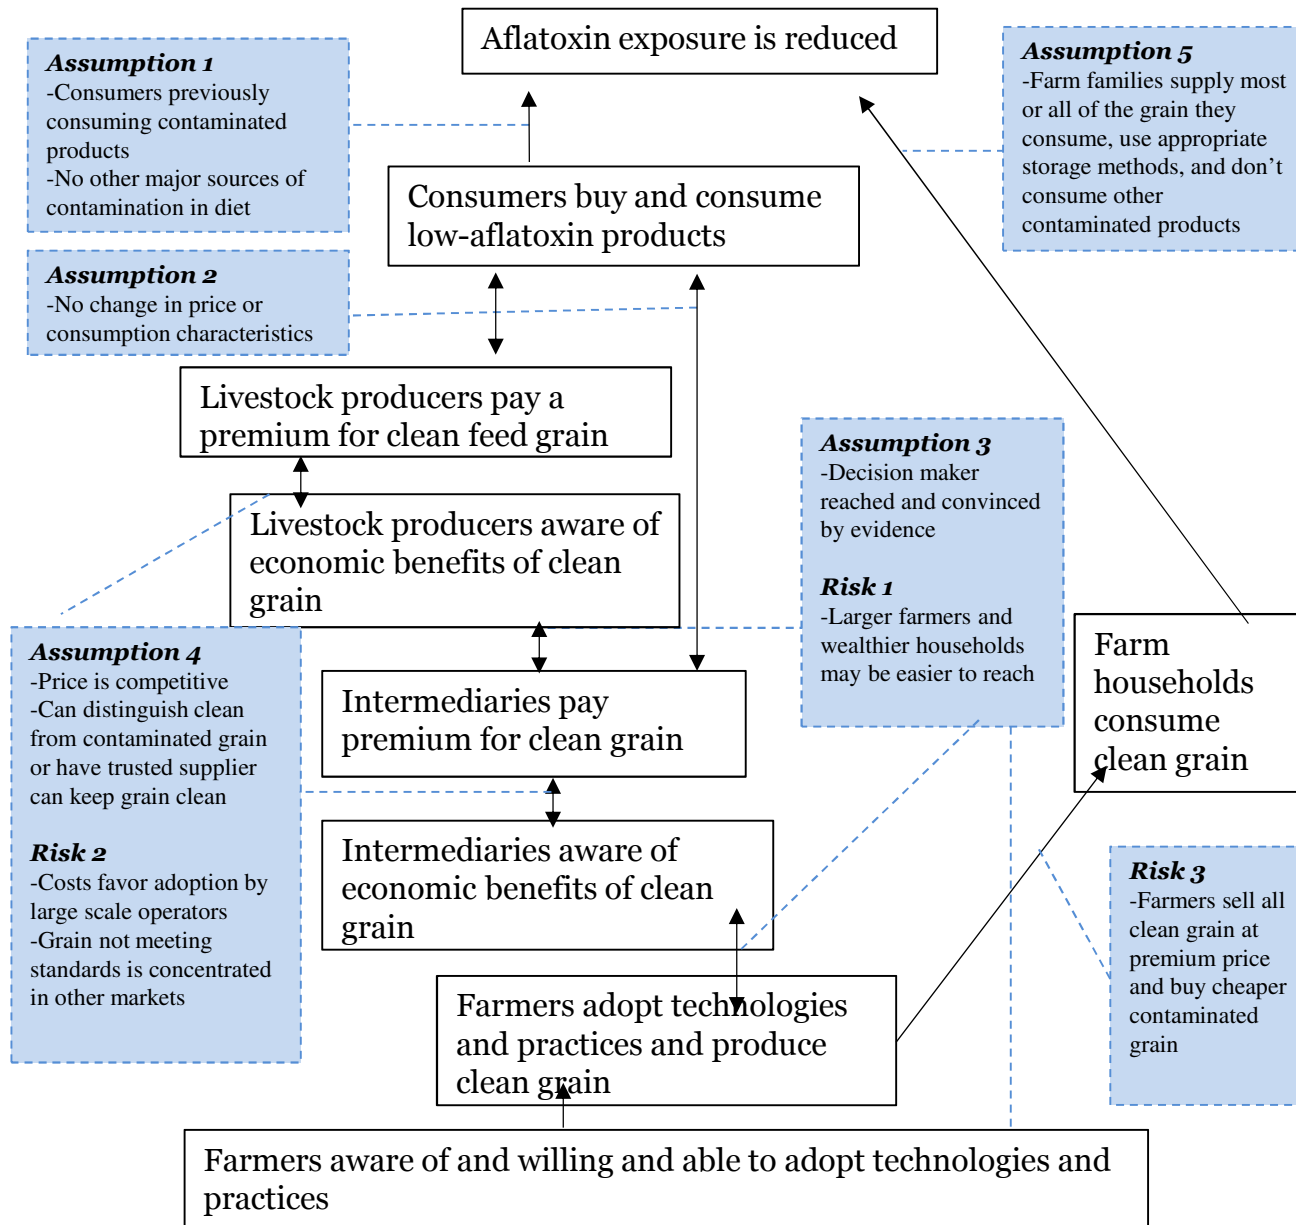 Aflatoxin exposure is reduced
Assumption 1
-Consumers previously
consuming contaminated
products
-No other major sources of
contamination in diet
Assumption 5
-Farm families supply most
or all of the grain they
consume, use appropriate
storage methods, and don’t
consume other
contaminated products
Consumers buy and consume
low-aflatoxin products
Assumption 2
-No change in price or
consumption characteristics
Livestock producers pay a
premium for clean feed grain
Assumption 3
-Decision maker
reached and convinced
by evidence
Risk 1
-Larger farmers and
wealthier households
may be easier to reach
Livestock producers aware of
economic benefits of clean
grain
Farm
households
consume
clean grain
Assumption 4
-Price is competitive
-Can distinguish clean
from contaminated grain
or have trusted supplier
can keep grain clean
Risk 2
-Costs favor adoption by
large scale operators
-Grain not meeting
standards is concentrated
in other markets
Intermediaries pay
premium for clean grain
Intermediaries aware of
economic benefits of clean
grain
Risk 3
-Farmers sell all
clean grain at
premium price
and buy cheaper
contaminated
grain
Farmers adopt technologies
and practices and produce
clean grain
Farmers aware of and willing and able to adopt technologies and
practices